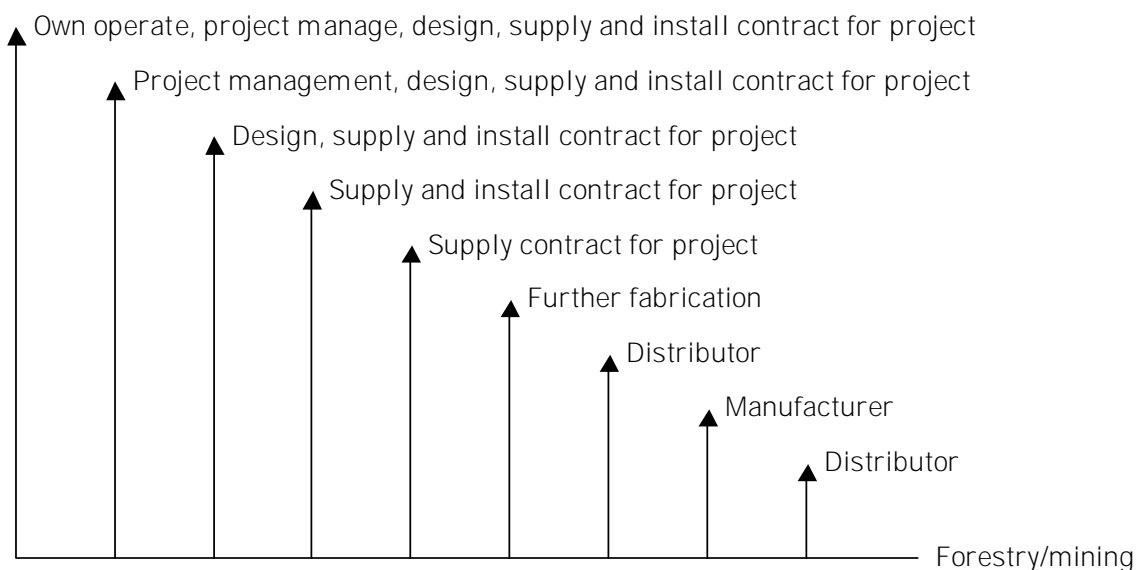 Own operate, project manage, design, supply and install contract for project
Project management, design, supply and install contract for project
Design, supply and install contract for project
Supply and install contract for project
Supply contract for project
Further fabrication
Distributor
Manufacturer
Distributor
Forestry/mining